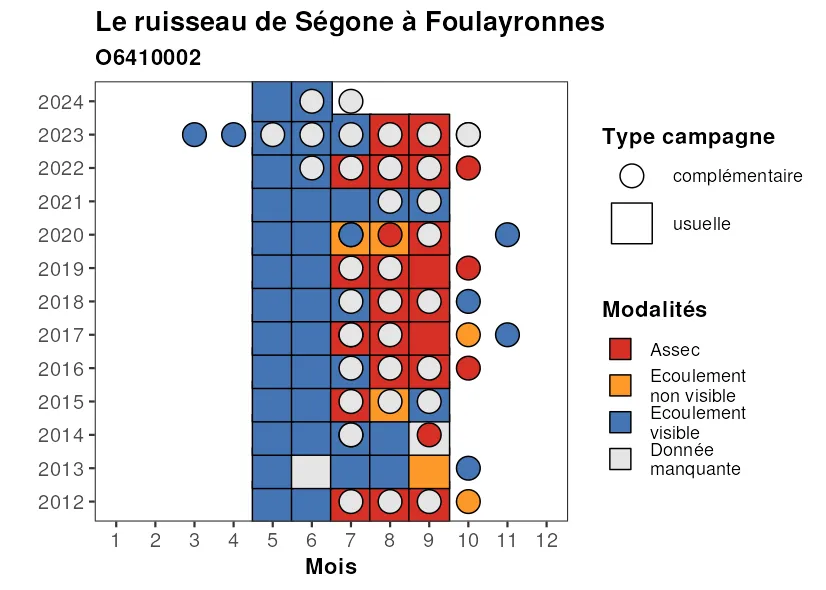 Le ruisseau de Ségone à Foulayronnes
O6410002
2024
2023
2022
2021
2020
2019
2018
2017
2016
2015
2014
2013
2012
1 2 3 4 5 6 7 8 9 10 11 12
Mois
Type campagne
complémentaire
usuelle
Modalités
Assec
Ecoulement
non visible
Ecoulement
visible
Donnée
manquante